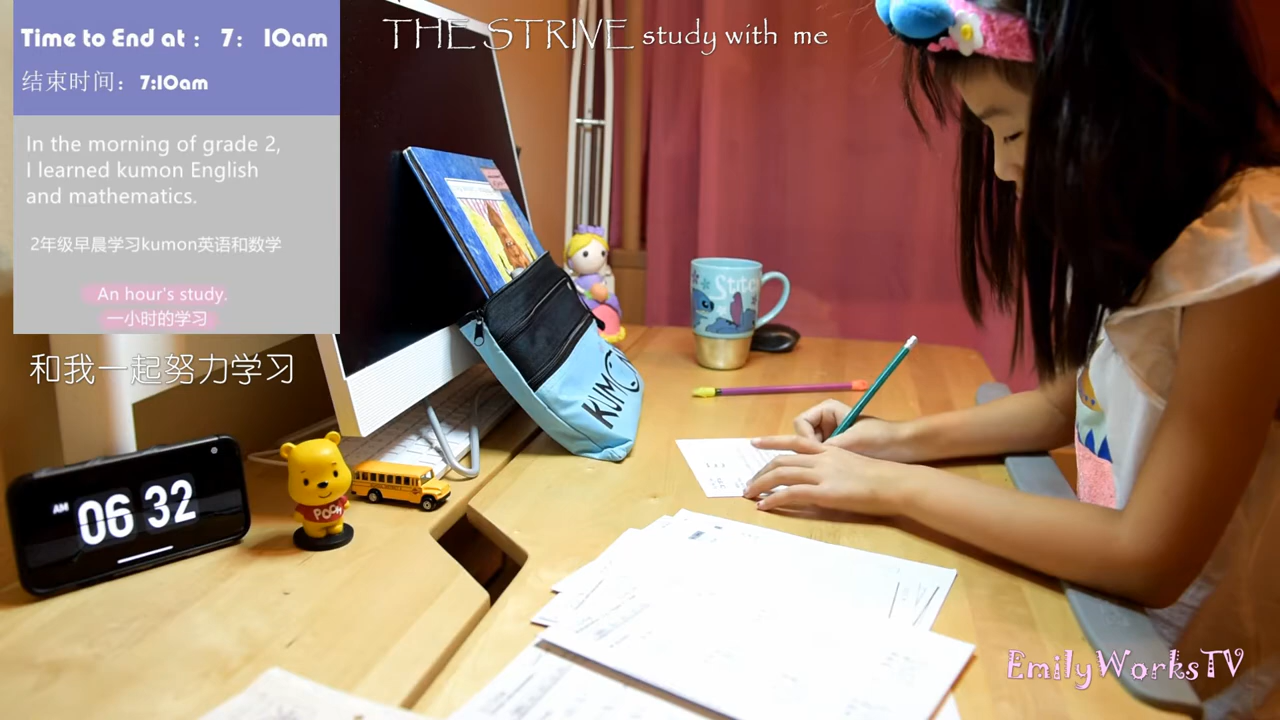 THE STRIVE study with me
Time to End at : 7: 10am
结束时间：7:10am
In the morning of grade 2,
I learned kumon English
and mathematics.
2年级早晨学习kumon英语和数学
An hour's study.
一小时的学习
和我一起努力学习
Stitch
KUMON
AM 06 32
POOH
EmilyWorksTV